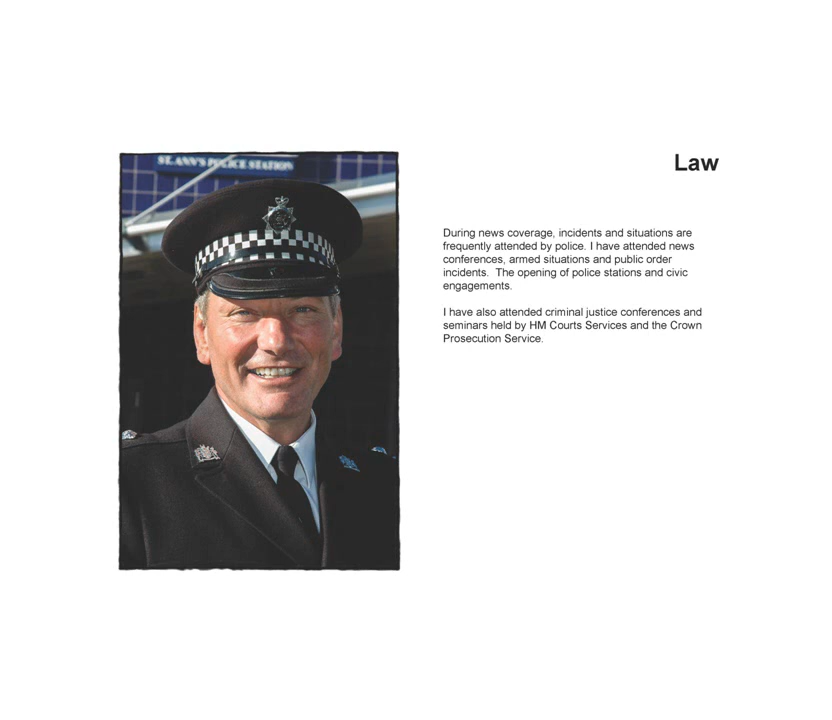 ST. ANN'S POLICE STATION
Law
During news coverage, incidents and situations are
frequently attended by police. I have attended news
conferences, armed situations and public order
incidents.  The opening of police stations and civic
engagements.
I have also attended criminal justice conferences and
seminars held by HM Courts Services and the Crown
Prosecution Service.